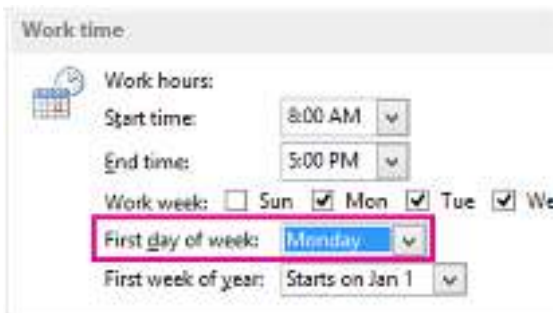 Work time
Work hours:
Start time: 8:00 AM
End time: 5:00 PM
Work week: Sun Mon Tue We
First day of week: Monday
First week of year: Starts on Jan 1